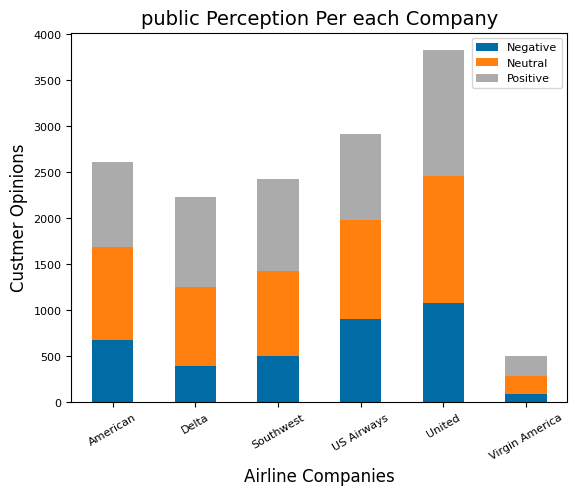 public Perception Per each Company
Custmer Opinions
4000
3500
3000
2500
2000
1500
1000
500
0
Negative
Neutral
Positive
American
Delta
Southwest
US Airways
United
Virgin America
Airline Companies